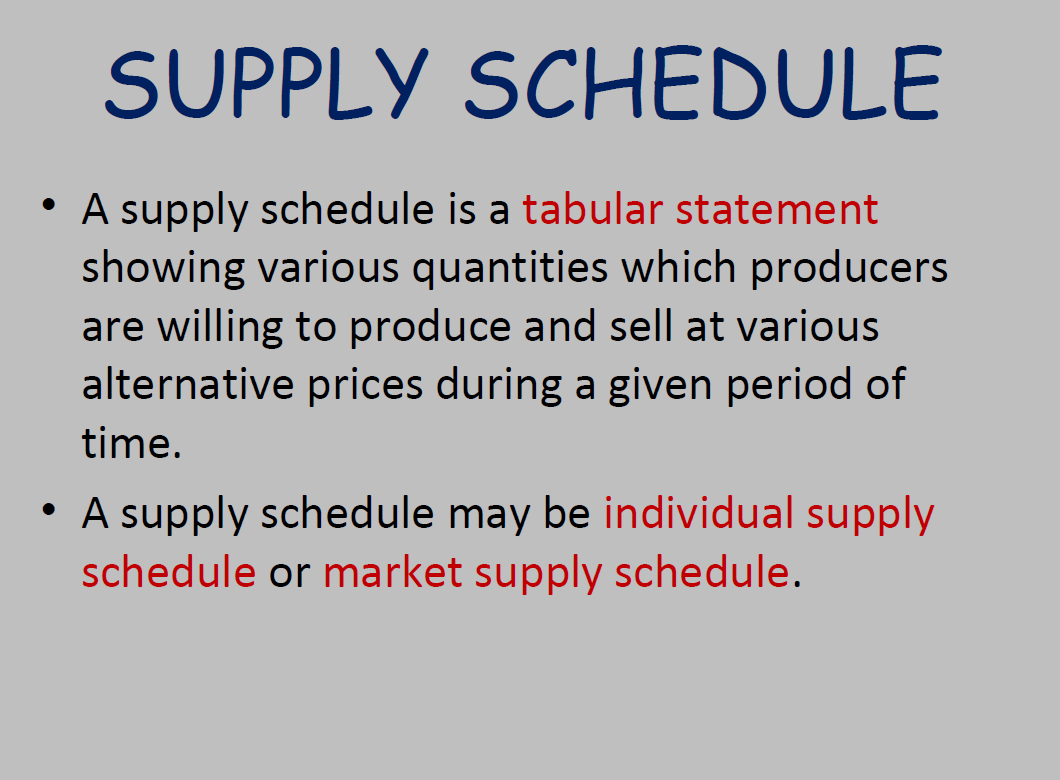 SUPPLY SCHEDULE
• A supply schedule is a tabular statement
showing various quantities which producers
are willing to produce and sell at various
alternative prices during a given period of
time.
• A supply schedule may be individual supply
schedule or market supply schedule.